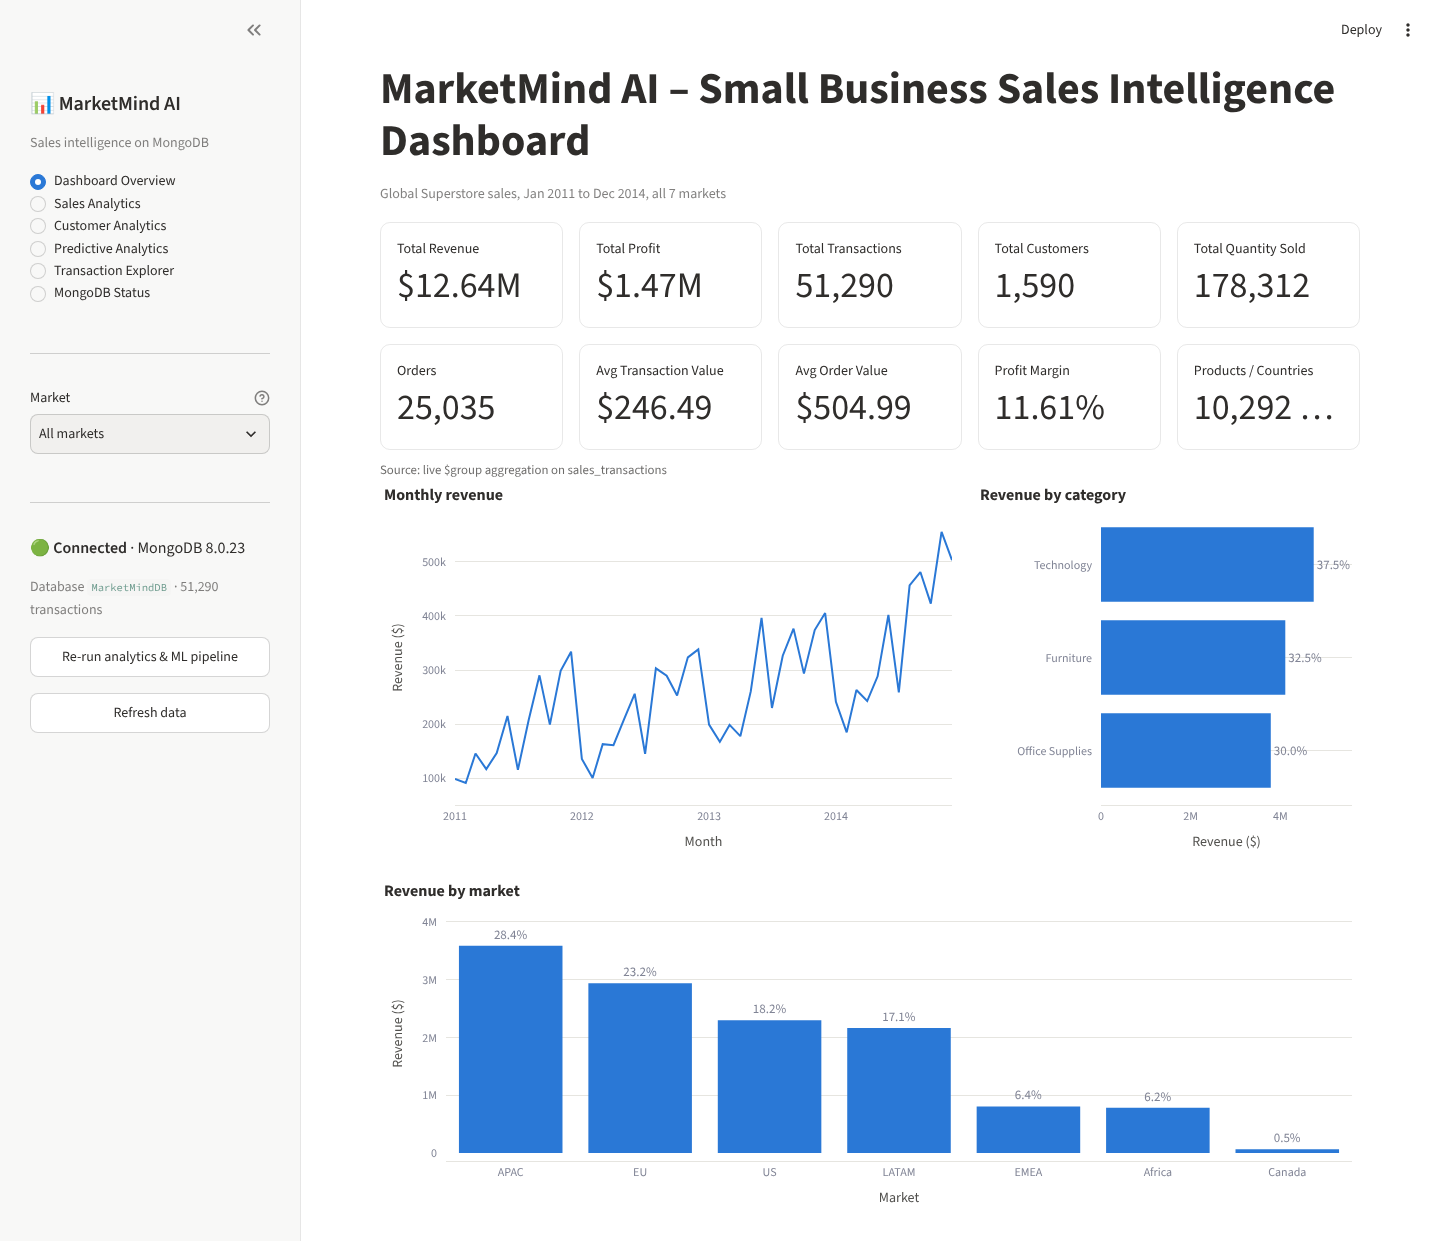 Deploy
📊 MarketMind AI
Sales intelligence on MongoDB
Dashboard Overview
Sales Analytics
Customer Analytics
Predictive Analytics
Transaction Explorer
MongoDB Status
Market
All markets
🟢 Connected · MongoDB 8.0.23
Database MarketMindDB · 51,290
transactions
Re-run analytics & ML pipeline
Refresh data
MarketMind AI – Small Business Sales Intelligence
Dashboard
Global Superstore sales, Jan 2011 to Dec 2014, all 7 markets
Total Revenue
$12.64M
Total Profit
$1.47M
Total Transactions
51,290
Total Customers
1,590
Total Quantity Sold
178,312
Orders
25,035
Avg Transaction Value
$246.49
Avg Order Value
$504.99
Profit Margin
11.61%
Products / Countries
10,292 …
Source: live $group aggregation on sales_transactions
Monthly revenue
Revenue ($)
500k
400k
300k
200k
100k
2011 2012 2013 2014
Month
Revenue by category
Technology 37.5%
Furniture 32.5%
Office Supplies 30.0%
0 2M 4M
Revenue ($)
Revenue by market
Revenue ($)
4M
3M
2M
1M
0
28.4% 23.2% 18.2% 17.1% 6.4% 6.2% 0.5%
APAC EU US LATAM EMEA Africa Canada
Market